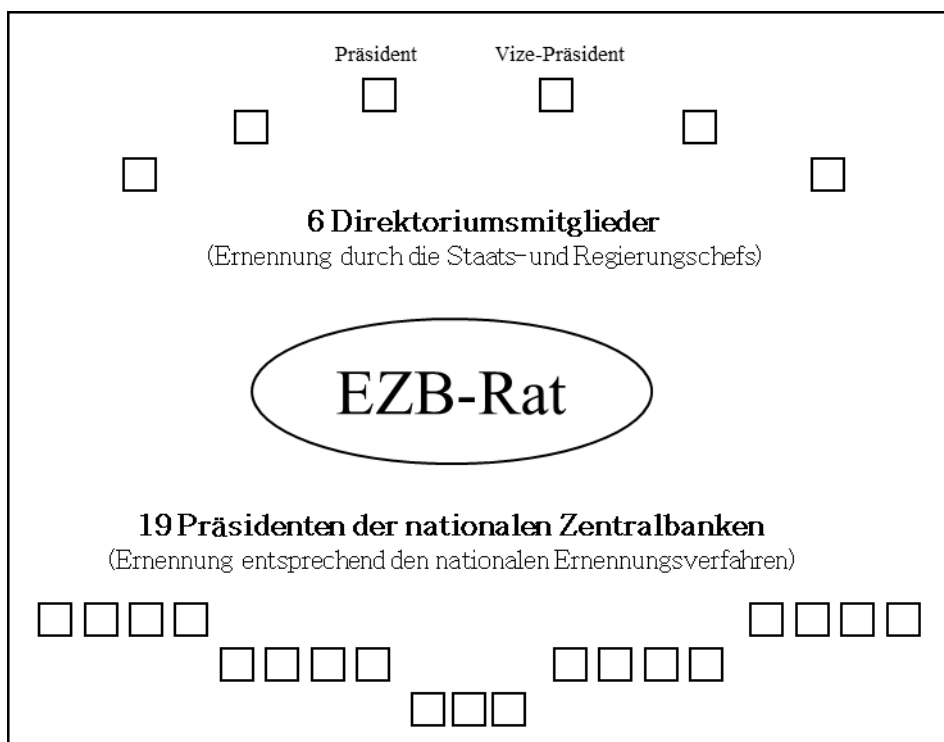 Präsident Vize-Präsident
6 Direktoriumsmitglieder
(Ernennung durch die Staats- und Regierungschefs)
EZB-Rat
19 Präsidenten der nationalen Zentralbanken
(Ernennung entsprechend den nationalen Ernennungsverfahren)